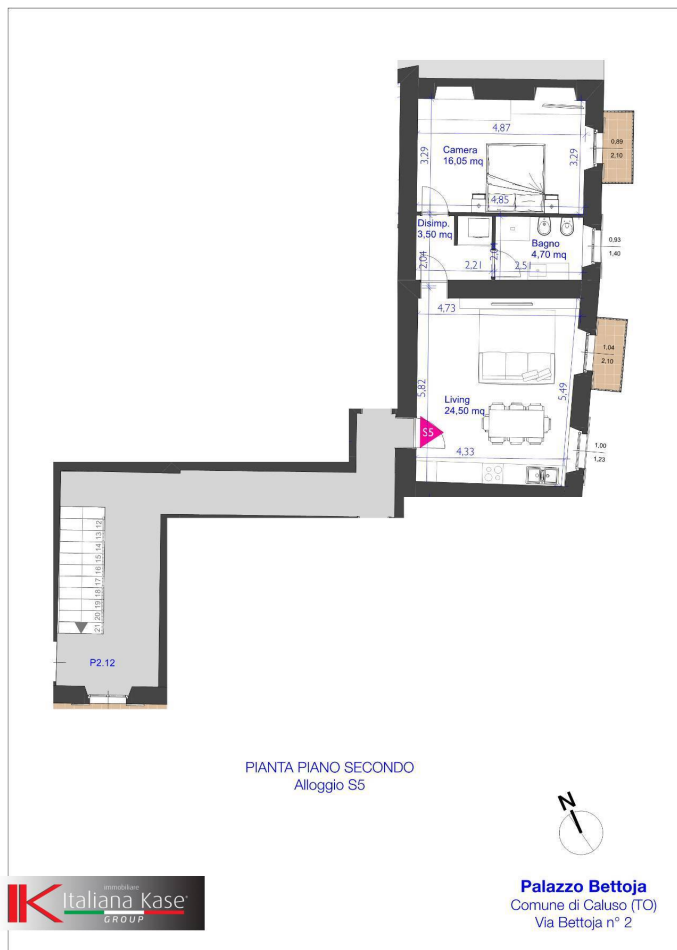 4,87
Camera
16,05 mq
3,29
3,29
0,89
2,10
4,85
Disimp.
3,50 mq
Bagno
4,70 mq
0,93
1,40
2,04
2,21
2,51
4,73
1,04
2,10
5,82
5,49
Living
24,50 mq
S5
4,33
1,00
1,23
21 20 19 18 17 16 15 14 13 12
P2.12
PIANTA PIANO SECONDO
Alloggio S5
N
immobiliare
Italiana Kase
GROUP
Palazzo Bettoja
Comune di Caluso (TO)
Via Bettoja n° 2